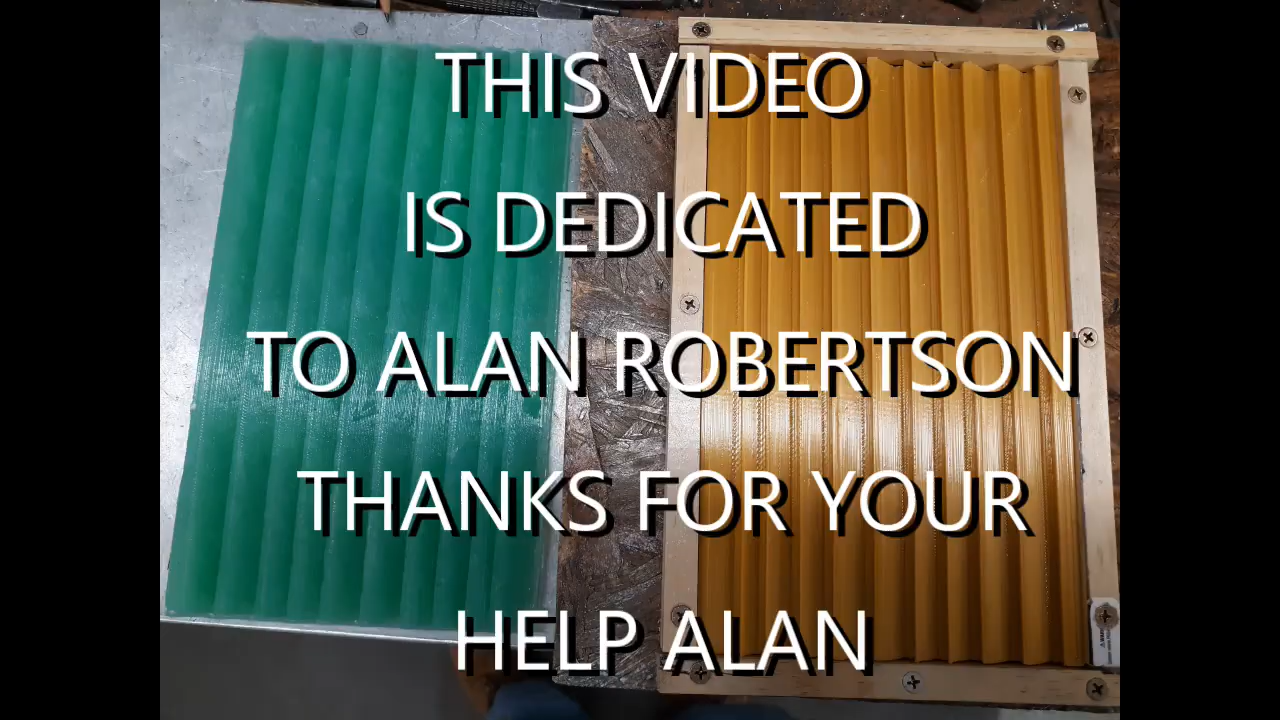 THIS VIDEO
IS DEDICATED
TO ALAN ROBERTSON
THANKS FOR YOUR
HELP ALAN